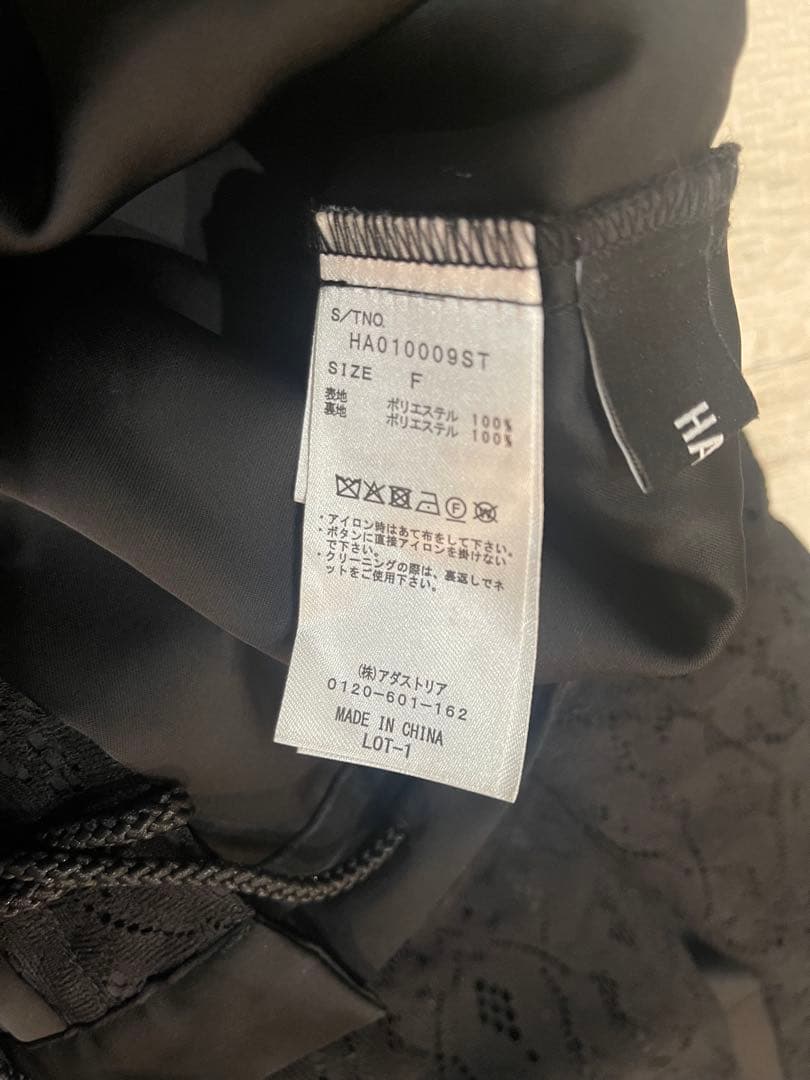 S/TNO.
HA010009ST
SIZE F
表地 ポリエステル 100%
裏地 ポリエステル 100%
F W
・アイロン時はあて布をして下さい。
・ボタンに直接アイロンを掛けない
で下さい。
・クリーニングの際は、裏返しでネ
ットをご使用下さい。
(株)アダストリア
0120-601-162
MADE IN CHINA
LOT-1
HA